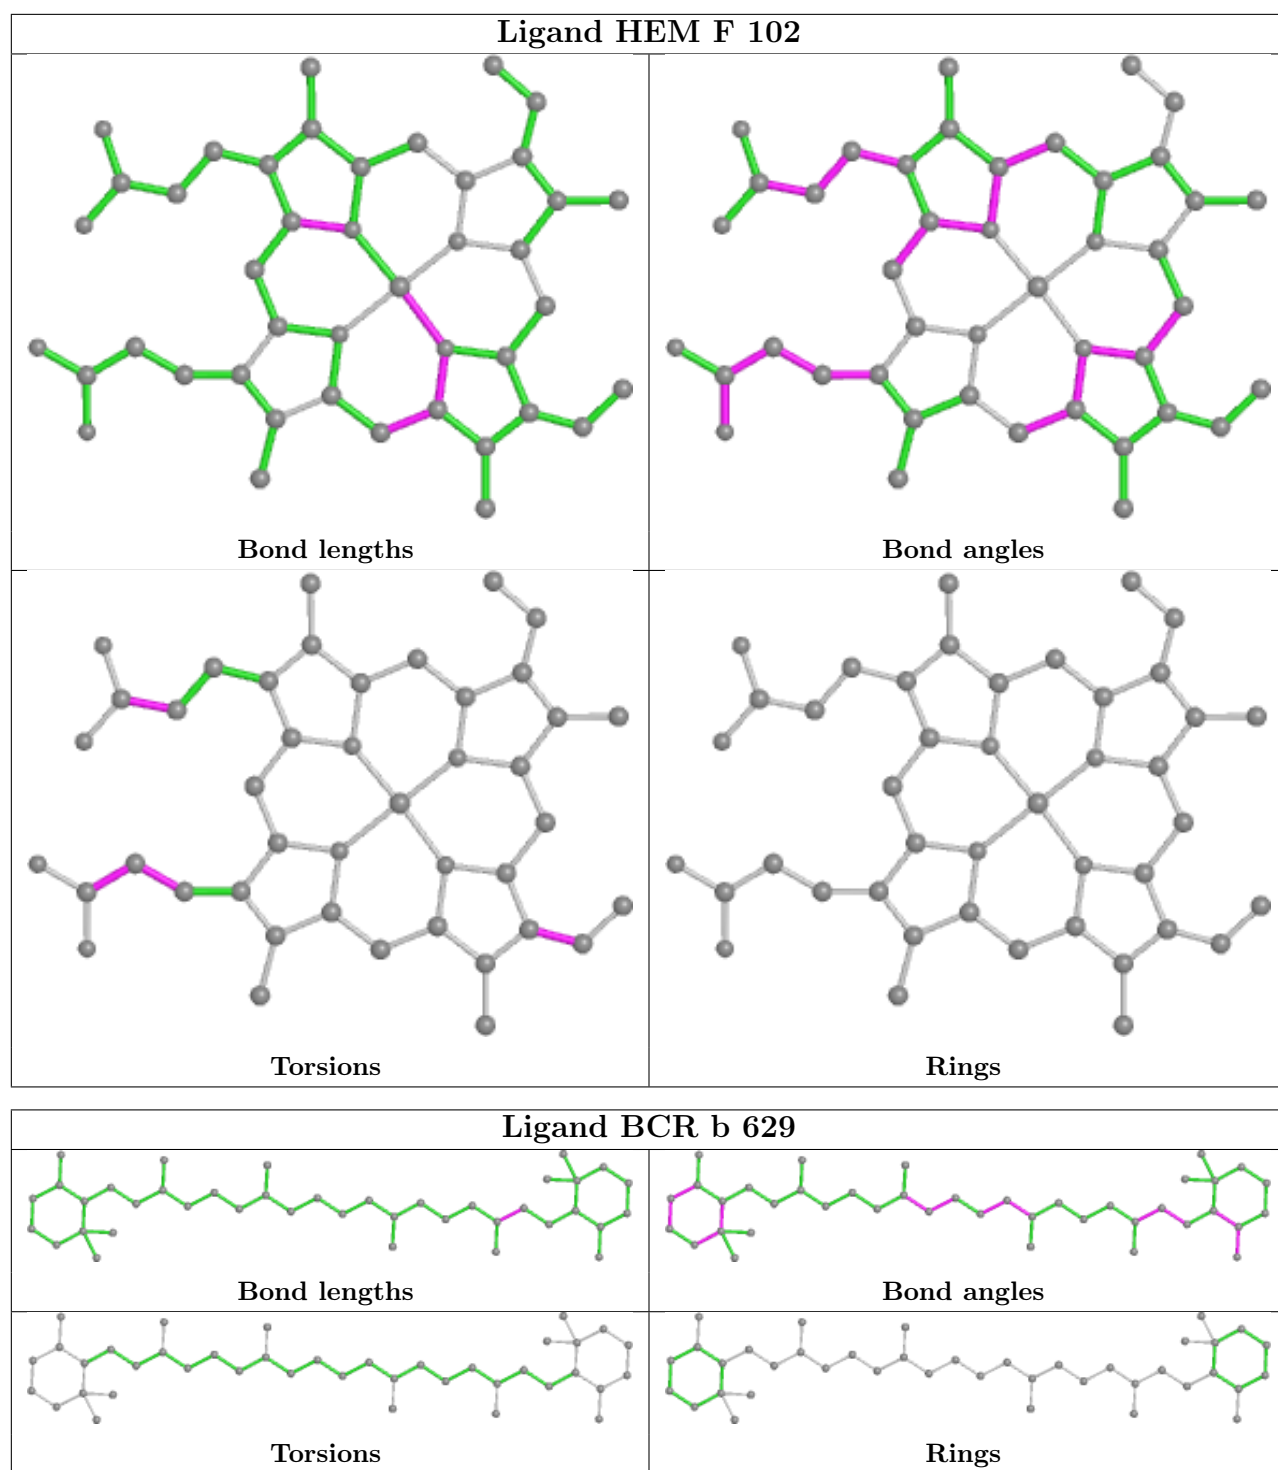 Ligand HEM F 102
Bond lengths
Bond angles
Torsions
Rings
Ligand BCR b 629
Bond lengths
Bond angles
Torsions
Rings